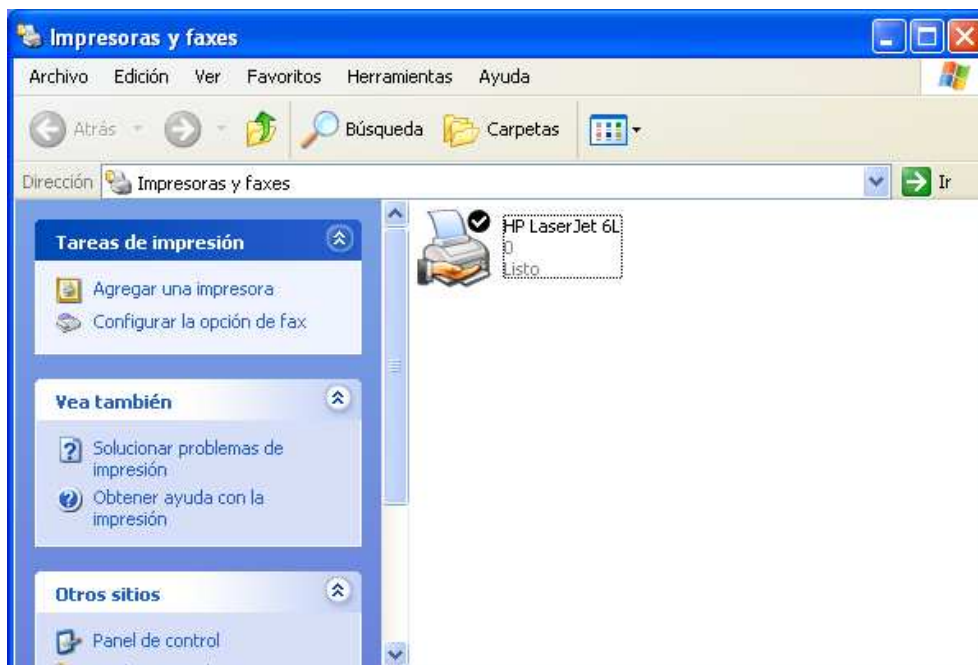 Impresoras y faxes
Archivo Edición Ver Favoritos Herramientas Ayuda
Atrás Búsqueda Carpetas
Dirección Impresoras y faxes Ir
Tareas de impresión
Agregar una impresora
Configurar la opción de fax
Vea también
Solucionar problemas de
impresión
Obtener ayuda con la
impresión
Otros sitios
Panel de control
HP LaserJet 6L
0
Listo